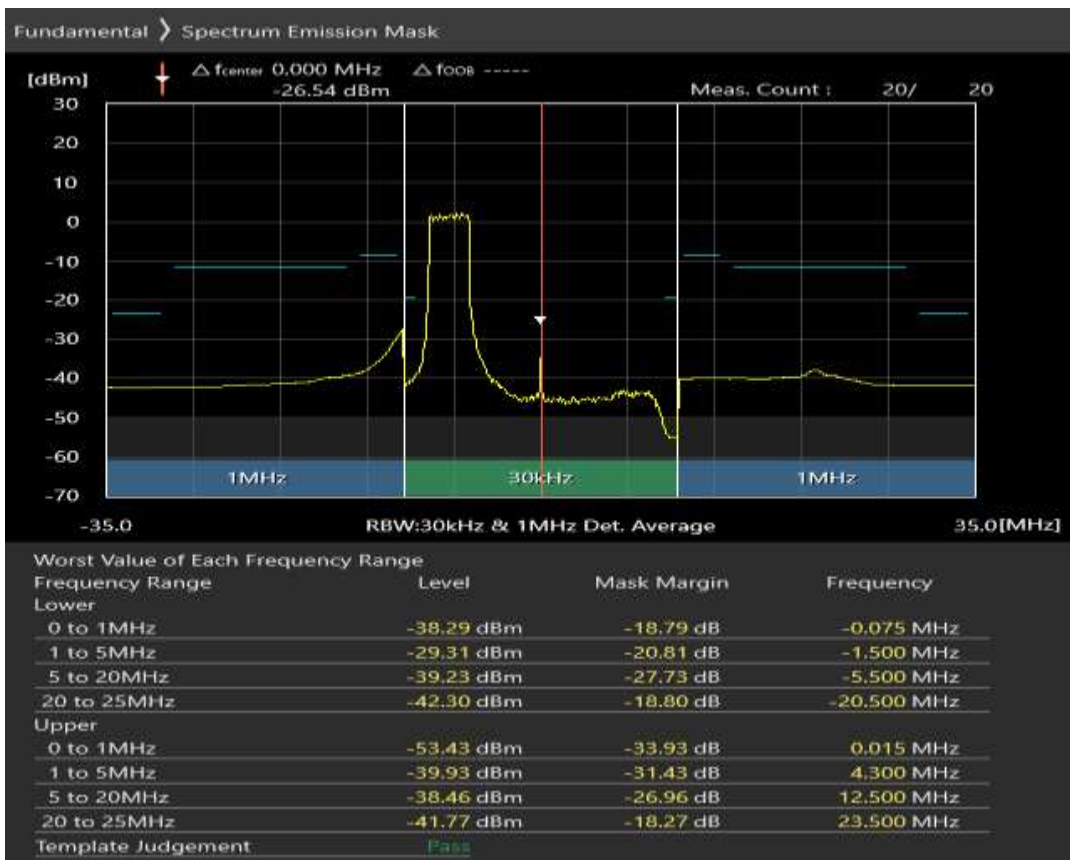 Fundamental ❯ Spectrum Emission Mask
[dBm] △ fcenter 0.000 MHz △ fOOB -----
-26.54 dBm Meas. Count : 20/ 20
30
20
10
0
-10
-20
-30
-40
-50
-60
1MHz 30kHz 1MHz
-70
-35.0 RBW:30kHz & 1MHz Det. Average 35.0[MHz]
Worst Value of Each Frequency Range
Frequency Range Level Mask Margin Frequency
Lower
0 to 1MHz -38.29 dBm -18.79 dB -0.075 MHz
1 to 5MHz -29.31 dBm -20.81 dB -1.500 MHz
5 to 20MHz -39.23 dBm -27.73 dB -5.500 MHz
20 to 25MHz -42.30 dBm -18.80 dB -20.500 MHz
Upper
0 to 1MHz -53.43 dBm -33.93 dB 0.015 MHz
1 to 5MHz -39.93 dBm -31.43 dB 4.300 MHz
5 to 20MHz -38.46 dBm -26.96 dB 12.500 MHz
20 to 25MHz -41.77 dBm -18.27 dB 23.500 MHz
Template Judgement Pass